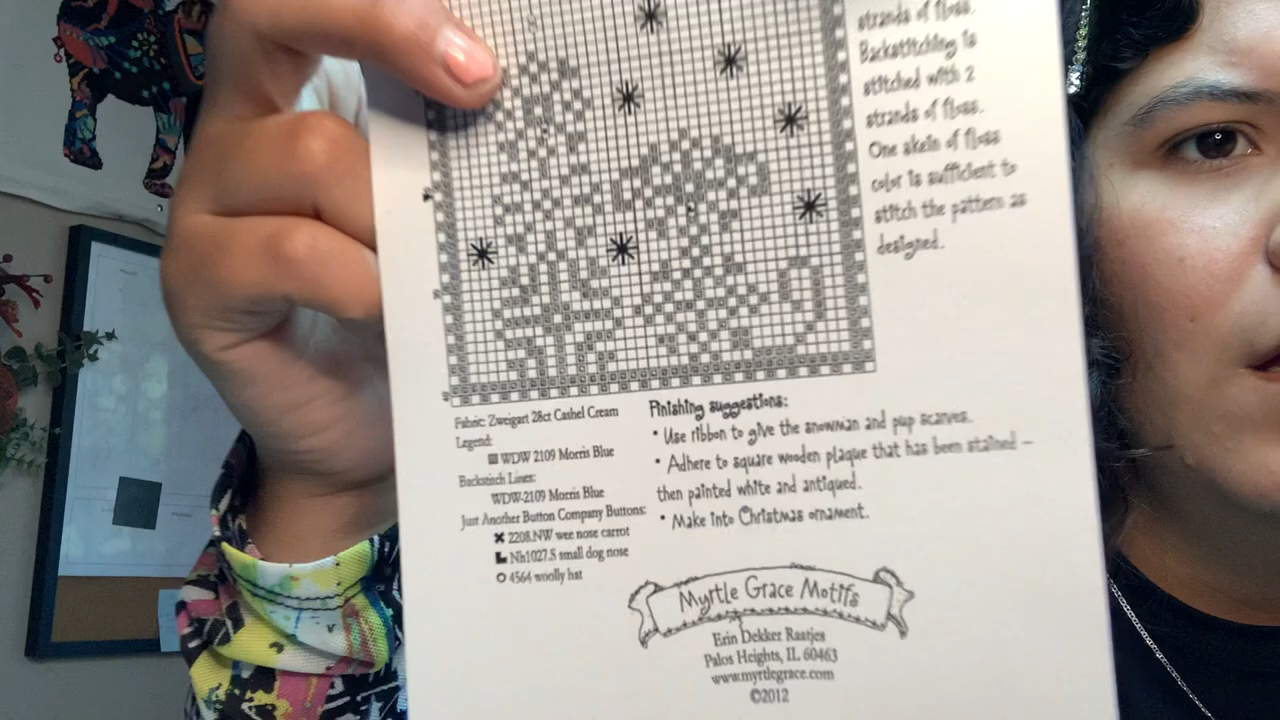 strands of floss.
Backstitching is
stitched with 2
strands of floss.
One skein of floss
color is sufficient to
stitch the pattern as
designed.
Fabric: Zweigart 28ct Cashel Cream
Legend:
WDW 2109 Morris Blue
Backstitch Lines:
WDW-2109 Morris Blue
Just Another Button Company Buttons:
2208.NW wee nose carrot
Nh1027.S small dog nose
4564 woolly hat
Finishing suggestions:
• Use ribbon to give the snowman and pup scarves.
• Adhere to square wooden plaque that has been stained –
then painted white and antiqued.
• Make into Christmas ornament.
Myrtle Grace Motifs
Erin Dekker Raatjes
Palos Heights, IL 60463
www.myrtlegrace.com
©2012